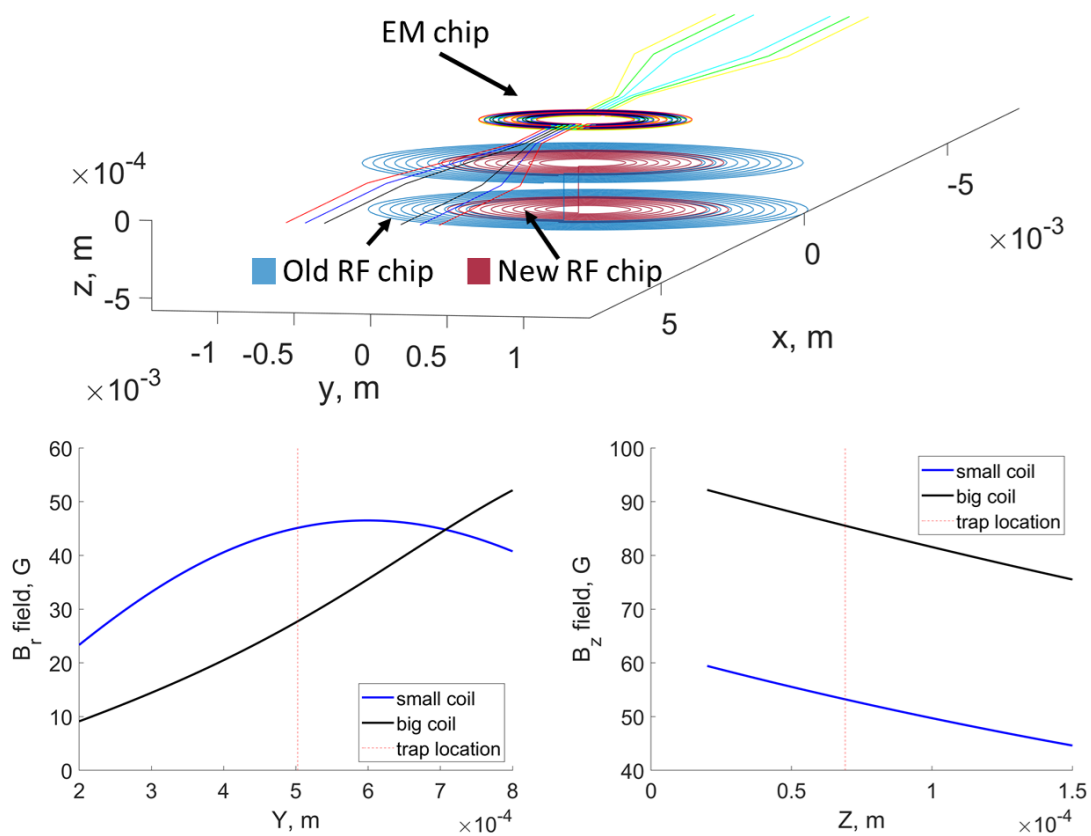 EM chip
×10⁻⁴
0
-5
z, m
Old RF chip
New RF chip
-1
-0.5
0
0.5
1
×10⁻³
y, m
5
0
-5
×10⁻³
x, m
60
50
40
30
20
10
0
B_r field, G
small coil
big coil
trap location
2
3
4
5
6
7
8
Y, m
×10⁻⁴
100
90
80
70
60
50
40
B_z field, G
small coil
big coil
trap location
0
0.5
1
1.5
Z, m
×10⁻⁴